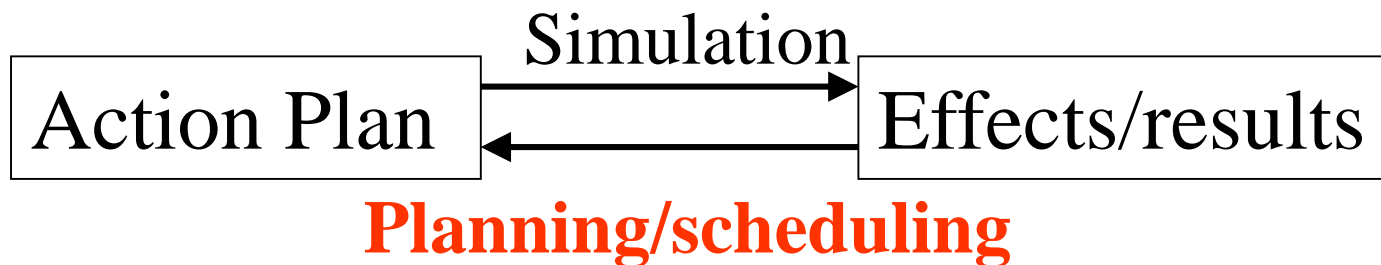 Simulation
Action Plan
Effects/results
Planning/scheduling